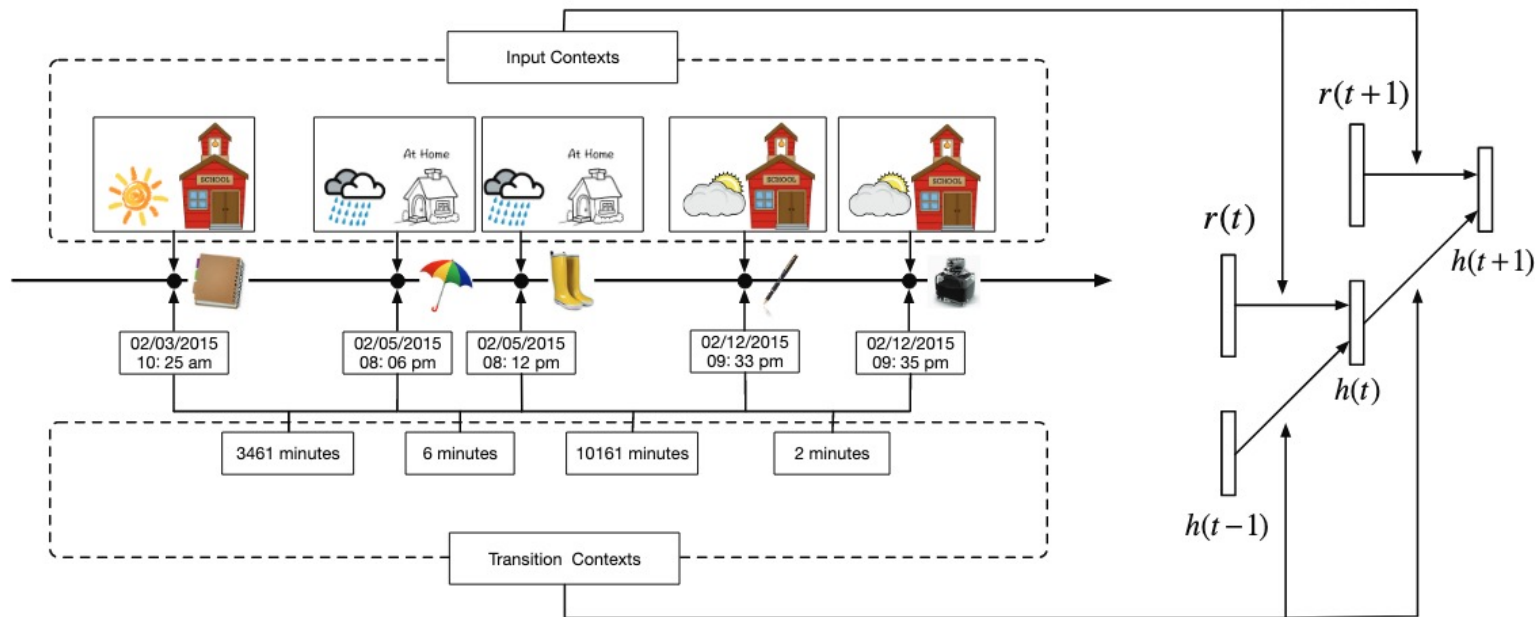 Input Contexts
At Home
At Home
SCHOOL
SCHOOL
SCHOOL
02/03/2015
10: 25 am
02/05/2015
08: 06 pm
02/05/2015
08: 12 pm
02/12/2015
09: 33 pm
02/12/2015
09: 35 pm
3461 minutes
6 minutes
10161 minutes
2 minutes
Transition Contexts
r(t+1)
r(t)
h(t+1)
h(t)
h(t−1)